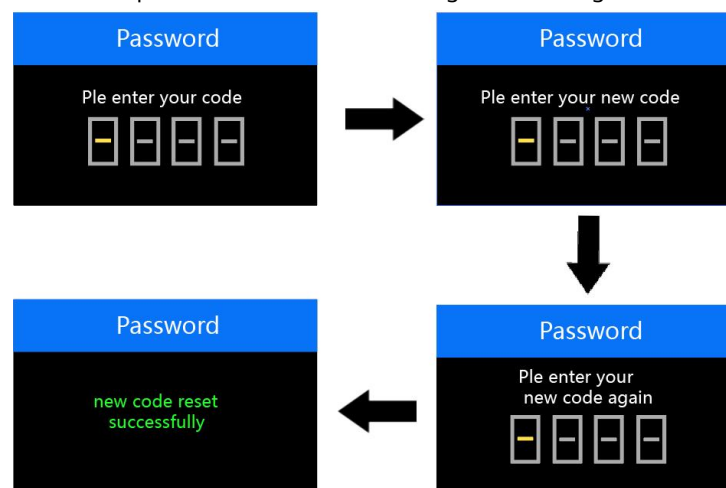 Password
Ple enter your code
Password
Ple enter your new code
Password
Ple enter your
new code again
Password
new code reset
successfully